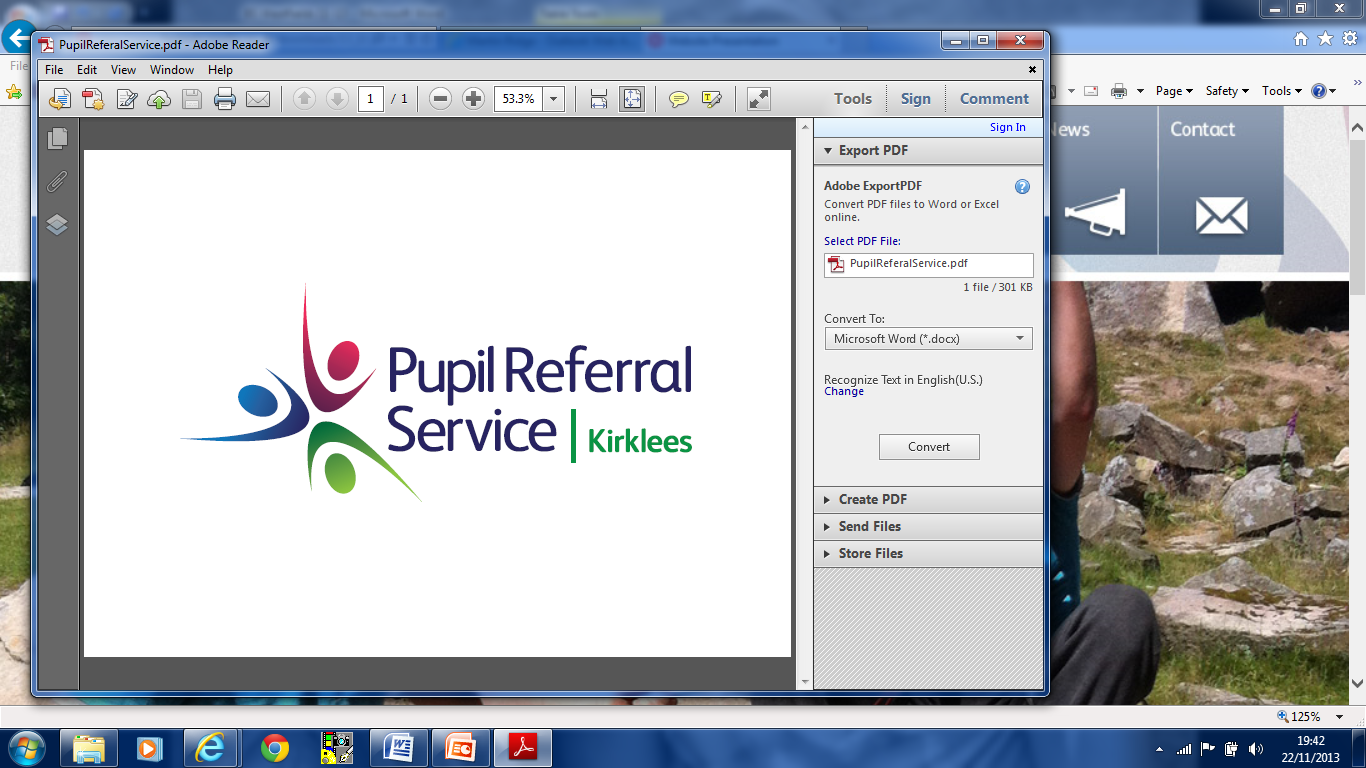 PupilReferalService.pdf - Adobe Reader
File
File Edit View Window Help
1 / 1
53.3%
Tools
Sign
Comment
Page
Safety
Tools
Sign In
News
Contact
Export PDF
Adobe ExportPDF
Convert PDF files to Word or Excel
online.
Select PDF File:
PupilReferalService.pdf
1 file / 301 KB
Convert To:
Microsoft Word (*.docx)
Recognize Text in English(U.S.)
Change
Convert
Create PDF
Send Files
Store Files
Pupil Referral
Service | Kirklees
125%
19:42
22/11/2013